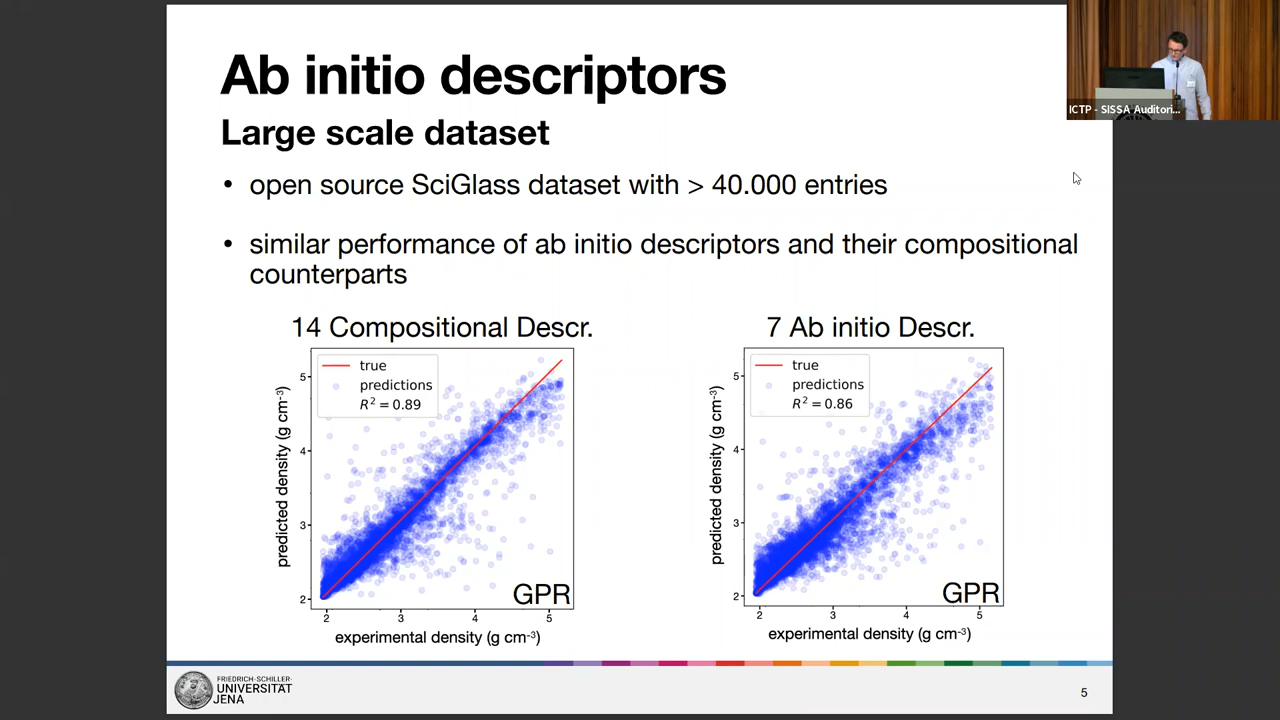 Ab initio descriptors
Large scale dataset
• open source SciGlass dataset with > 40.000 entries
• similar performance of ab initio descriptors and their compositional
counterparts
14 Compositional Descr.
true
predictions
R² = 0.89
5
4
3
2
predicted density (g cm⁻³)
GPR
2 3 4 5
experimental density (g cm⁻³)
7 Ab initio Descr.
true
predictions
R² = 0.86
5
4
3
2
predicted density (g cm⁻³)
GPR
2 3 4 5
experimental density (g cm⁻³)
FRIEDRICH-SCHILLER-
UNIVERSITÄT
JENA
5
ICTP - SISSA Auditori...